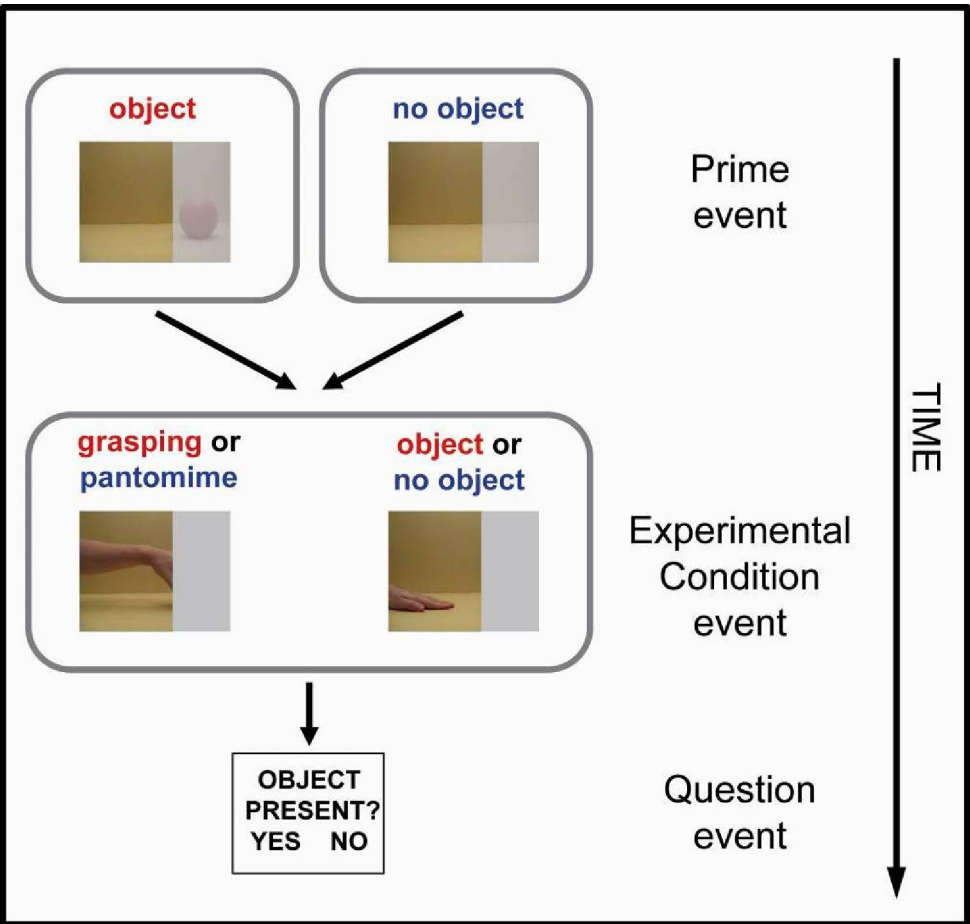 object
no object
Prime
event
grasping or
pantomime
object or
no object
TIME
Experimental
Condition
event
OBJECT
PRESENT?
YES NO
Question
event